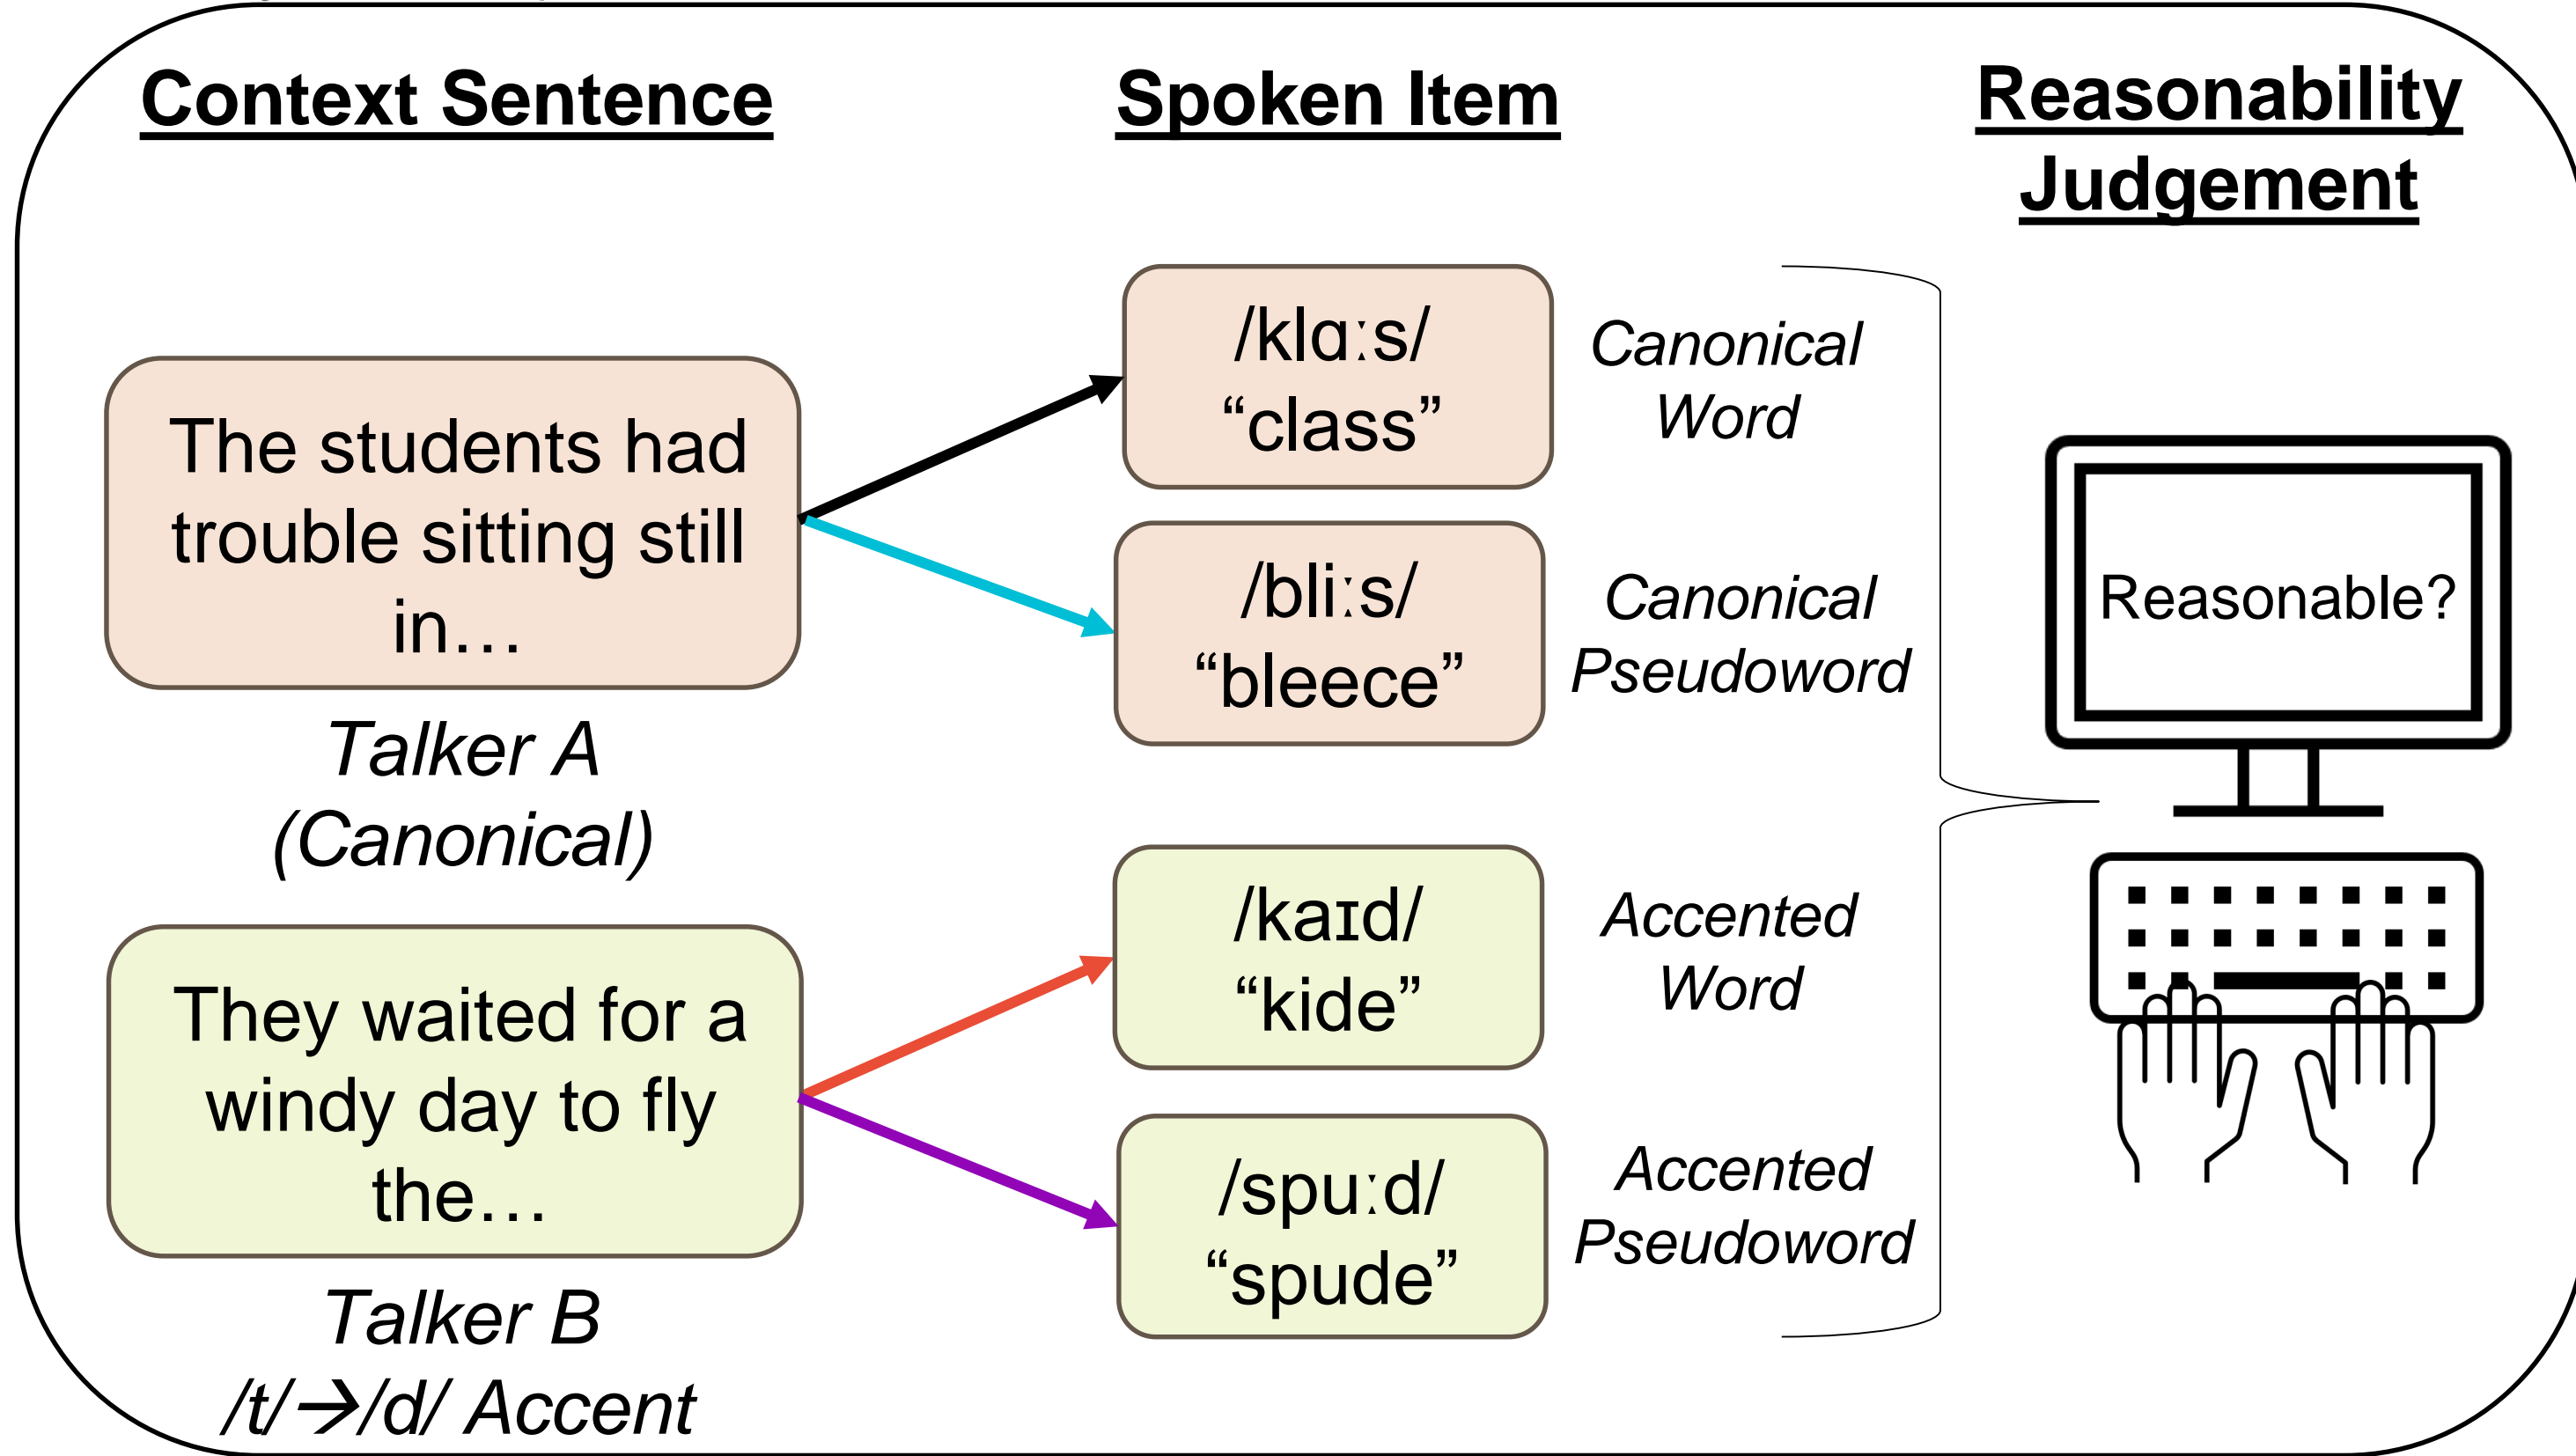 Context Sentence
Spoken Item
Reasonability
Judgement
The students had
trouble sitting still
in…
Talker A
(Canonical)
/klɑːs/
“class”
Canonical
Word
/bliːs/
“bleece”
Canonical
Pseudoword
They waited for a
windy day to fly
the…
Talker B
/t/→/d/ Accent
/kaɪd/
“kide”
Accented
Word
/spuːd/
“spude”
Accented
Pseudoword
Reasonable?